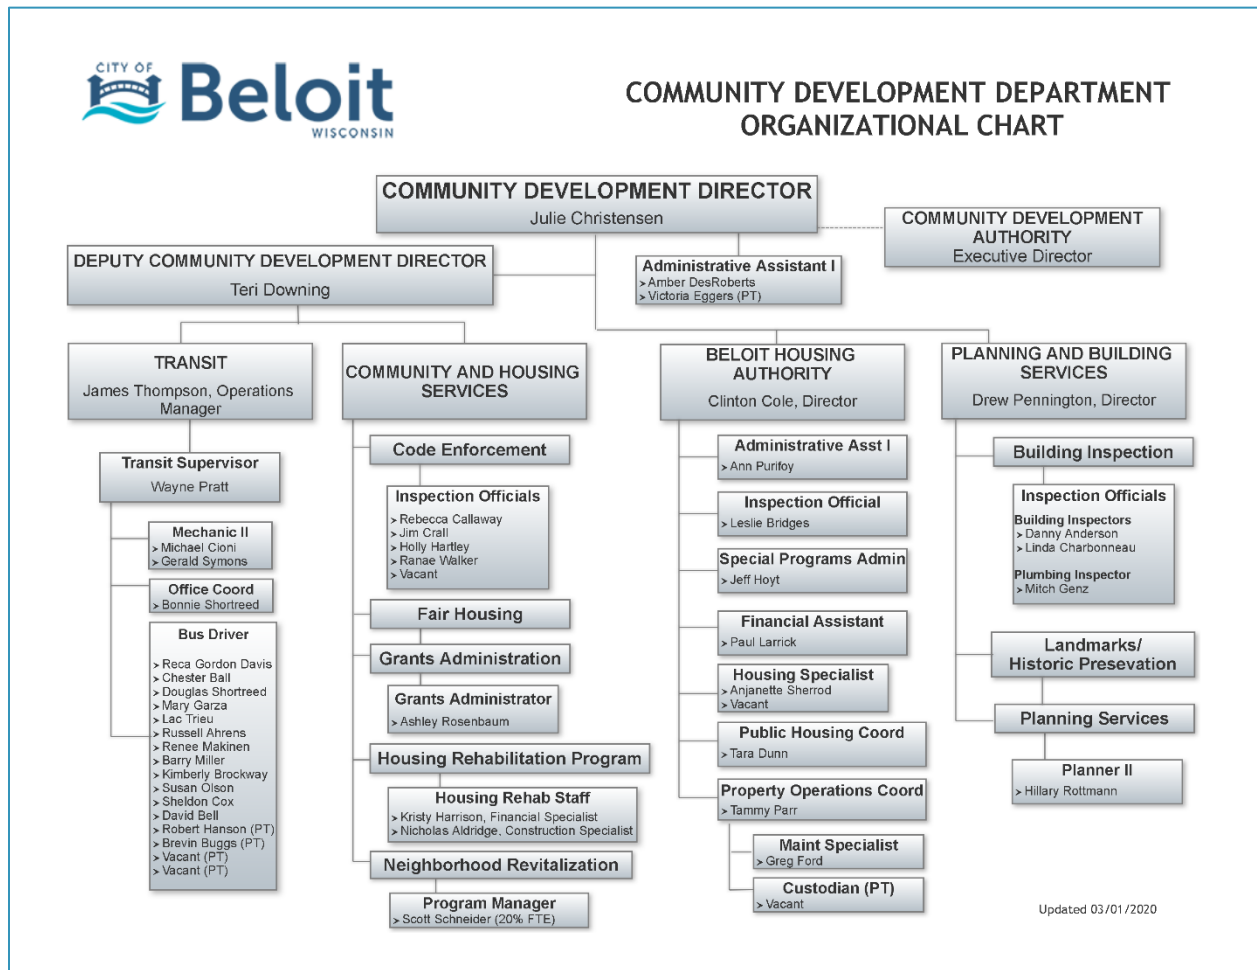 CITY OF
Beloit
WISCONSIN
COMMUNITY DEVELOPMENT DEPARTMENT
ORGANIZATIONAL CHART
COMMUNITY DEVELOPMENT DIRECTOR
Julie Christensen
COMMUNITY DEVELOPMENT
AUTHORITY
Executive Director
DEPUTY COMMUNITY DEVELOPMENT DIRECTOR
Teri Downing
Administrative Assistant I
➤ Amber DesRoberts
➤ Victoria Eggers (PT)
TRANSIT
James Thompson, Operations
Manager
Transit Supervisor
Wayne Pratt
Mechanic II
➤ Michael Cioni
➤ Gerald Symons
Office Coord
➤ Bonnie Shortreed
Bus Driver
➤ Reca Gordon Davis
➤ Chester Ball
➤ Douglas Shortreed
➤ Mary Garza
➤ Lac Trieu
➤ Russell Ahrens
➤ Renee Makinen
➤ Barry Miller
➤ Kimberly Brockway
➤ Susan Olson
➤ Sheldon Cox
➤ David Bell
➤ Robert Hanson (PT)
➤ Brevin Buggs (PT)
➤ Vacant (PT)
➤ Vacant (PT)
COMMUNITY AND HOUSING
SERVICES
Code Enforcement
Inspection Officials
➤ Rebecca Callaway
➤ Jim Crall
➤ Holly Hartley
➤ Ranae Walker
➤ Vacant
Fair Housing
Grants Administration
Grants Administrator
➤ Ashley Rosenbaum
Housing Rehabilitation Program
Housing Rehab Staff
➤ Kristy Harrison, Financial Specialist
➤ Nicholas Aldridge, Construction Specialist
Neighborhood Revitalization
Program Manager
➤ Scott Schneider (20% FTE)
BELOIT HOUSING
AUTHORITY
Clinton Cole, Director
Administrative Asst I
➤ Ann Purifoy
Inspection Official
➤ Leslie Bridges
Special Programs Admin
➤ Jeff Hoyt
Financial Assistant
➤ Paul Larrick
Housing Specialist
➤ Anjanette Sherrod
➤ Vacant
Public Housing Coord
➤ Tara Dunn
Property Operations Coord
➤ Tammy Parr
Maint Specialist
➤ Greg Ford
Custodian (PT)
➤ Vacant
PLANNING AND BUILDING
SERVICES
Drew Pennington, Director
Building Inspection
Inspection Officials
Building Inspectors
➤ Danny Anderson
➤ Linda Charbonneau
Plumbing Inspector
➤ Mitch Genz
Landmarks/
Historic Presevation
Planning Services
Planner II
➤ Hillary Rottmann
Updated 03/01/2020